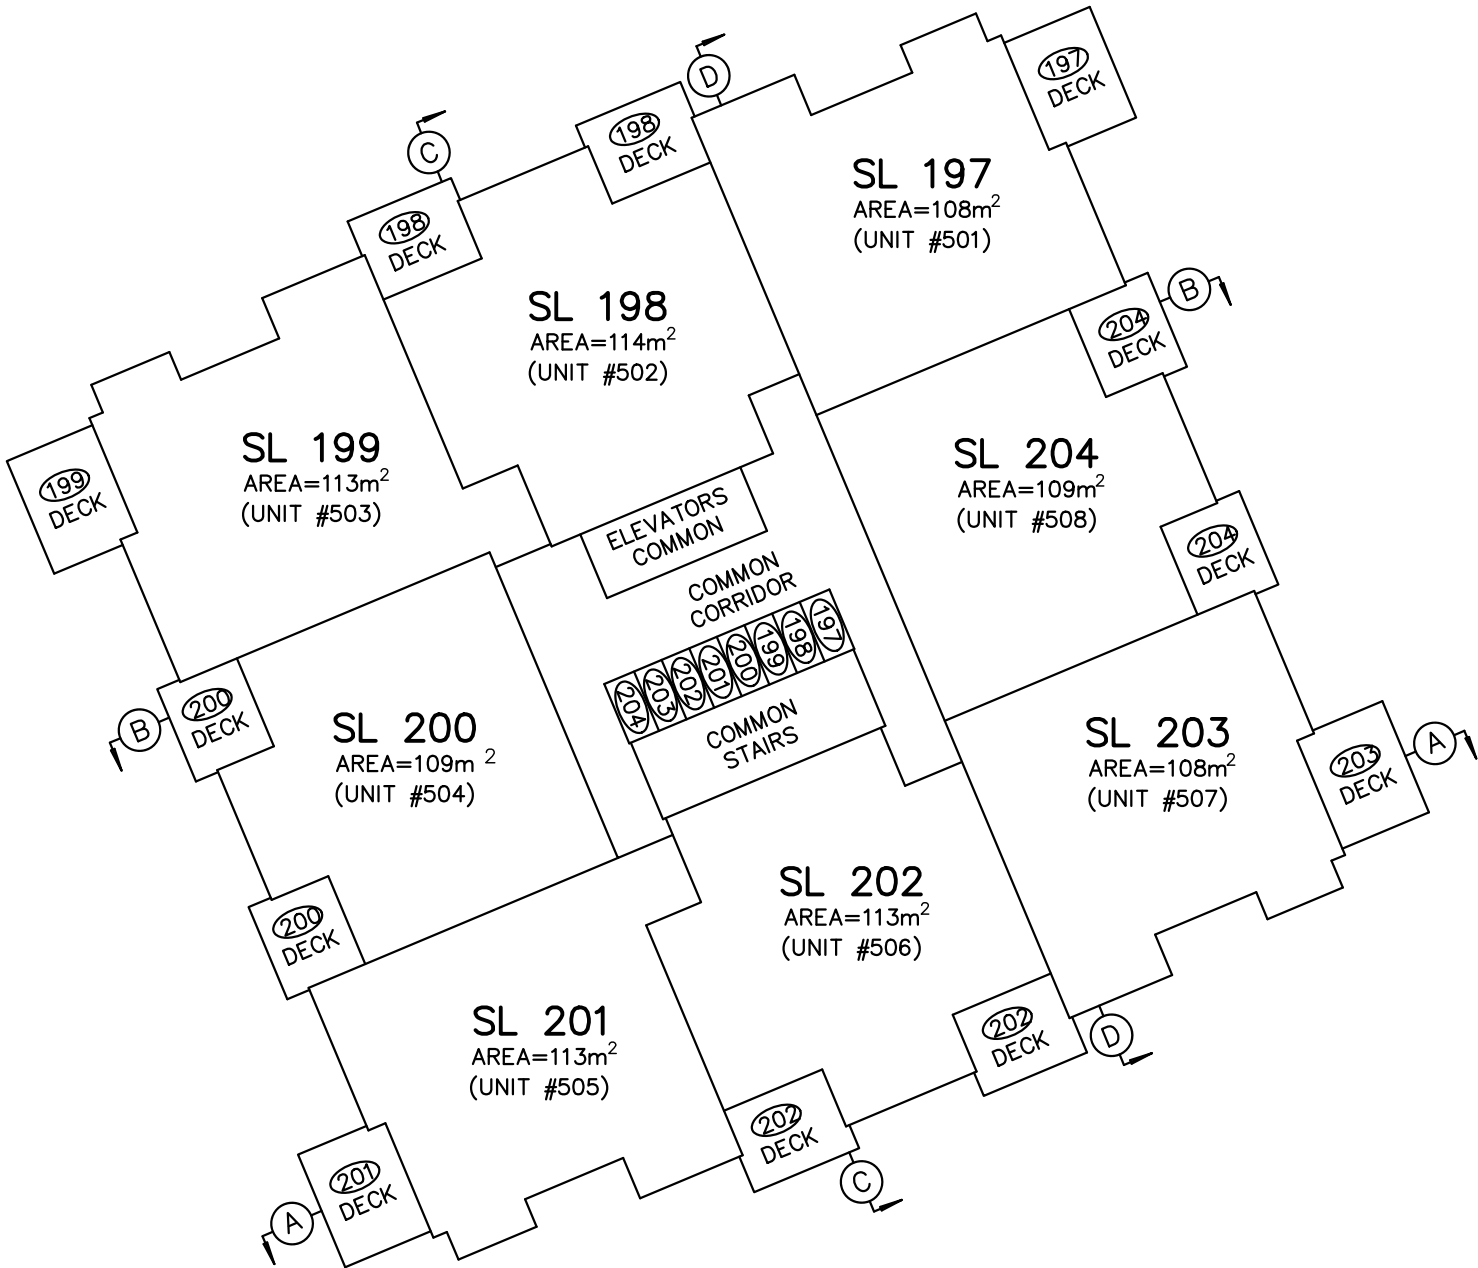 D
197
DECK
C
198
DECK
SL 197
AREA=108m²
(UNIT #501)
198
DECK
B
SL 198
AREA=114m²
(UNIT #502)
204
DECK
SL 199
AREA=113m²
(UNIT #503)
SL 204
AREA=109m²
(UNIT #508)
199
DECK
ELEVATORS
COMMON
204
DECK
COMMON
CORRIDOR
204 203 202 201 200 199 198 197
COMMON
STAIRS
200
DECK
B
SL 200
AREA=109m ²
(UNIT #504)
SL 203
AREA=108m²
(UNIT #507)
203
DECK
A
SL 202
AREA=113m²
(UNIT #506)
200
DECK
SL 201
AREA=113m²
(UNIT #505)
202
DECK
D
202
DECK
C
201
DECK
A